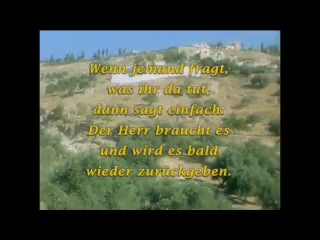 Wenn jemand fragt,
was ihr da tut,
dann sagt einfach:
Der Herr braucht es
und wird es bald
wieder zurückgeben.